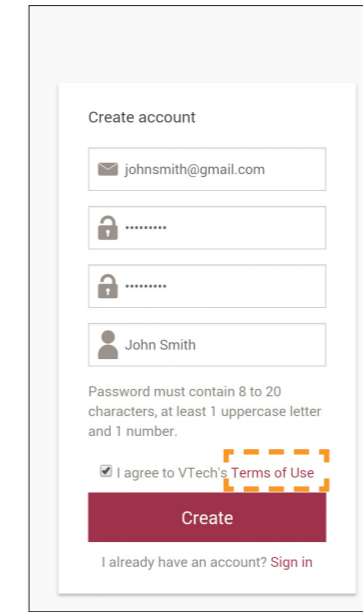 Create account
johnsmith@gmail.com
•••••••••
•••••••••
John Smith
Password must contain 8 to 20
characters, at least 1 uppercase letter
and 1 number.
I agree to VTech's Terms of Use
Create
I already have an account? Sign in